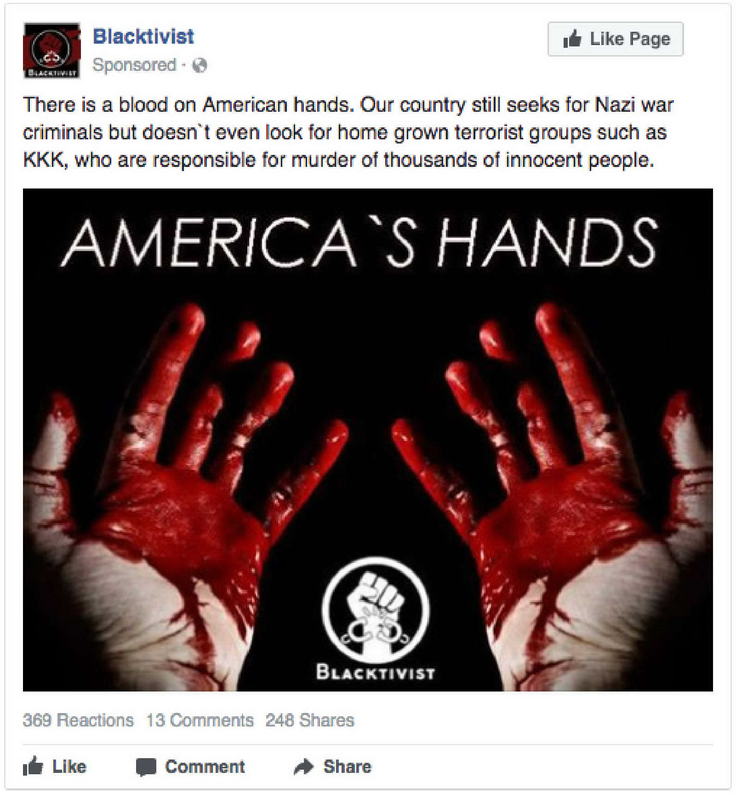 Blacktivist
Sponsored ·
Like Page
There is a blood on American hands. Our country still seeks for Nazi war
criminals but doesn`t even look for home grown terrorist groups such as
KKK, who are responsible for murder of thousands of innocent people.
AMERICA`S HANDS
BLACKTIVIST
369 Reactions 13 Comments 248 Shares
Like Comment Share
BLACKTIVIST